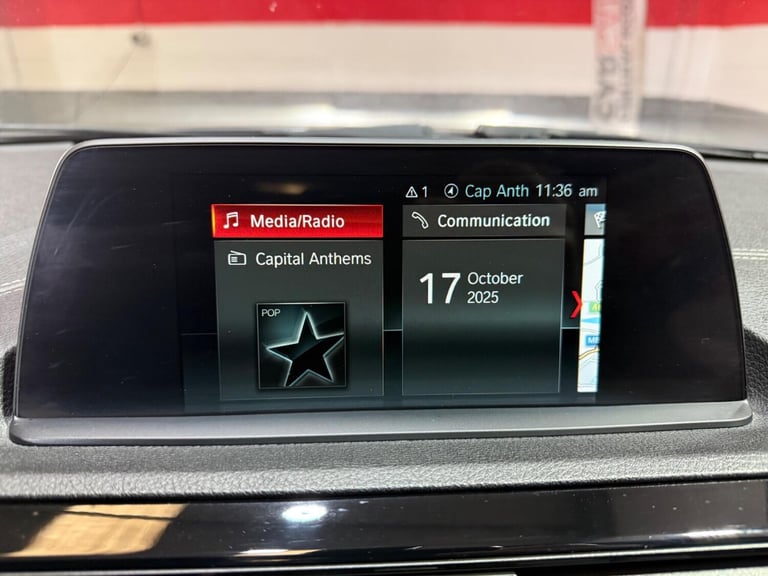 1 Cap Anth 11:36 am
Media/Radio
Communication
Capital Anthems
17 October
2025
POP